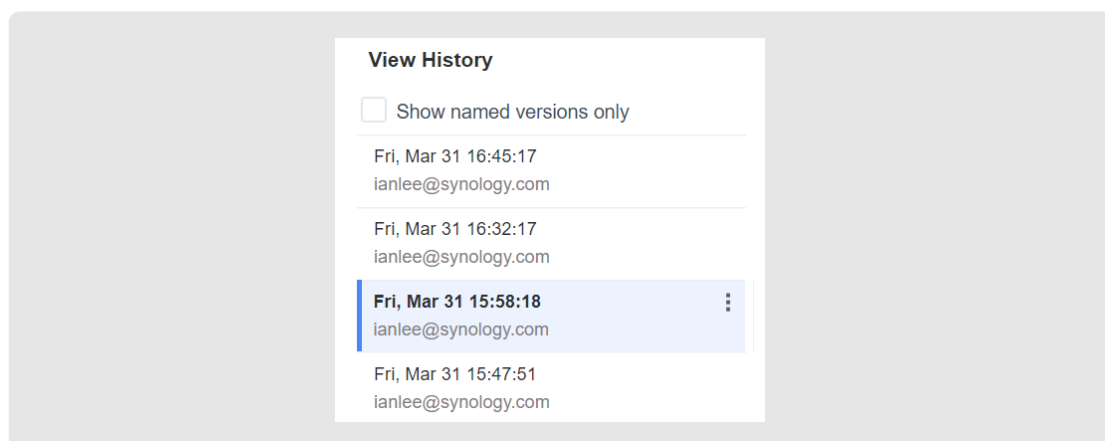 View History
Show named versions only
Fri, Mar 31 16:45:17
ianlee@synology.com
Fri, Mar 31 16:32:17
ianlee@synology.com
Fri, Mar 31 15:58:18
ianlee@synology.com
Fri, Mar 31 15:47:51
ianlee@synology.com